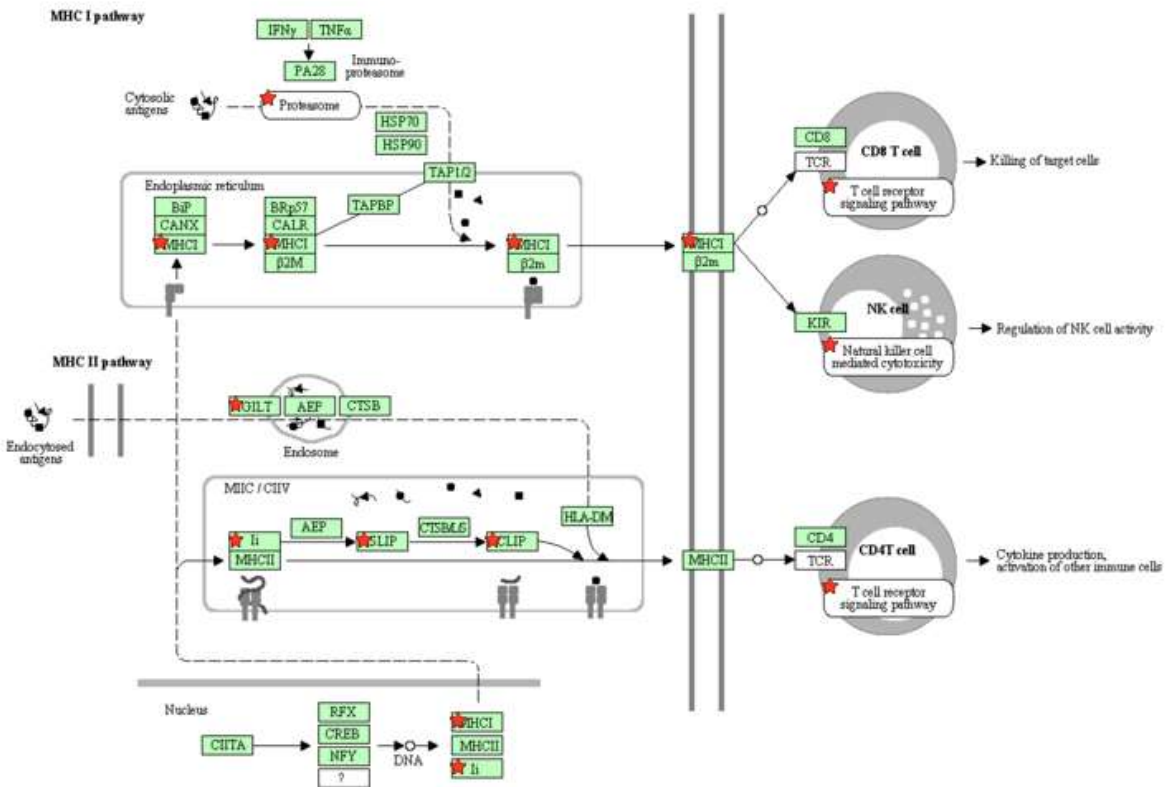 MHC I pathway
IFNγ TNFα
PA28
Immuno-
proteasome
Cytosolic
antigens
Proteasome
HSP70
HSP90
TAP1/2
Endoplasmic reticulum
BiP
CANX
MHCI
BRp57
CALR
MHCI
β2M
TAPBP
MHCI
β2m
MHCI
β2m
CD8
TCR
CD8 T cell
T cell receptor
signaling pathway
Killing of target cells
KIR
NK cell
Natural killer cell
mediated cytotoxicity
Regulation of NK cell activity
MHC II pathway
Endocytosed
antigens
GILT AEP CTSB
Endosome
MIIC / CIIV
Ii
MHCII
AEP
SLIP
CTSB/L/S
CLIP
HLA-DM
MHCII
CD4
TCR
CD4T cell
T cell receptor
signaling pathway
Cytokine production,
activation of other immune cells
Nucleus
CIITA
RFX
CREB
NFY
?
DNA
MHCI
MHCII
Ii